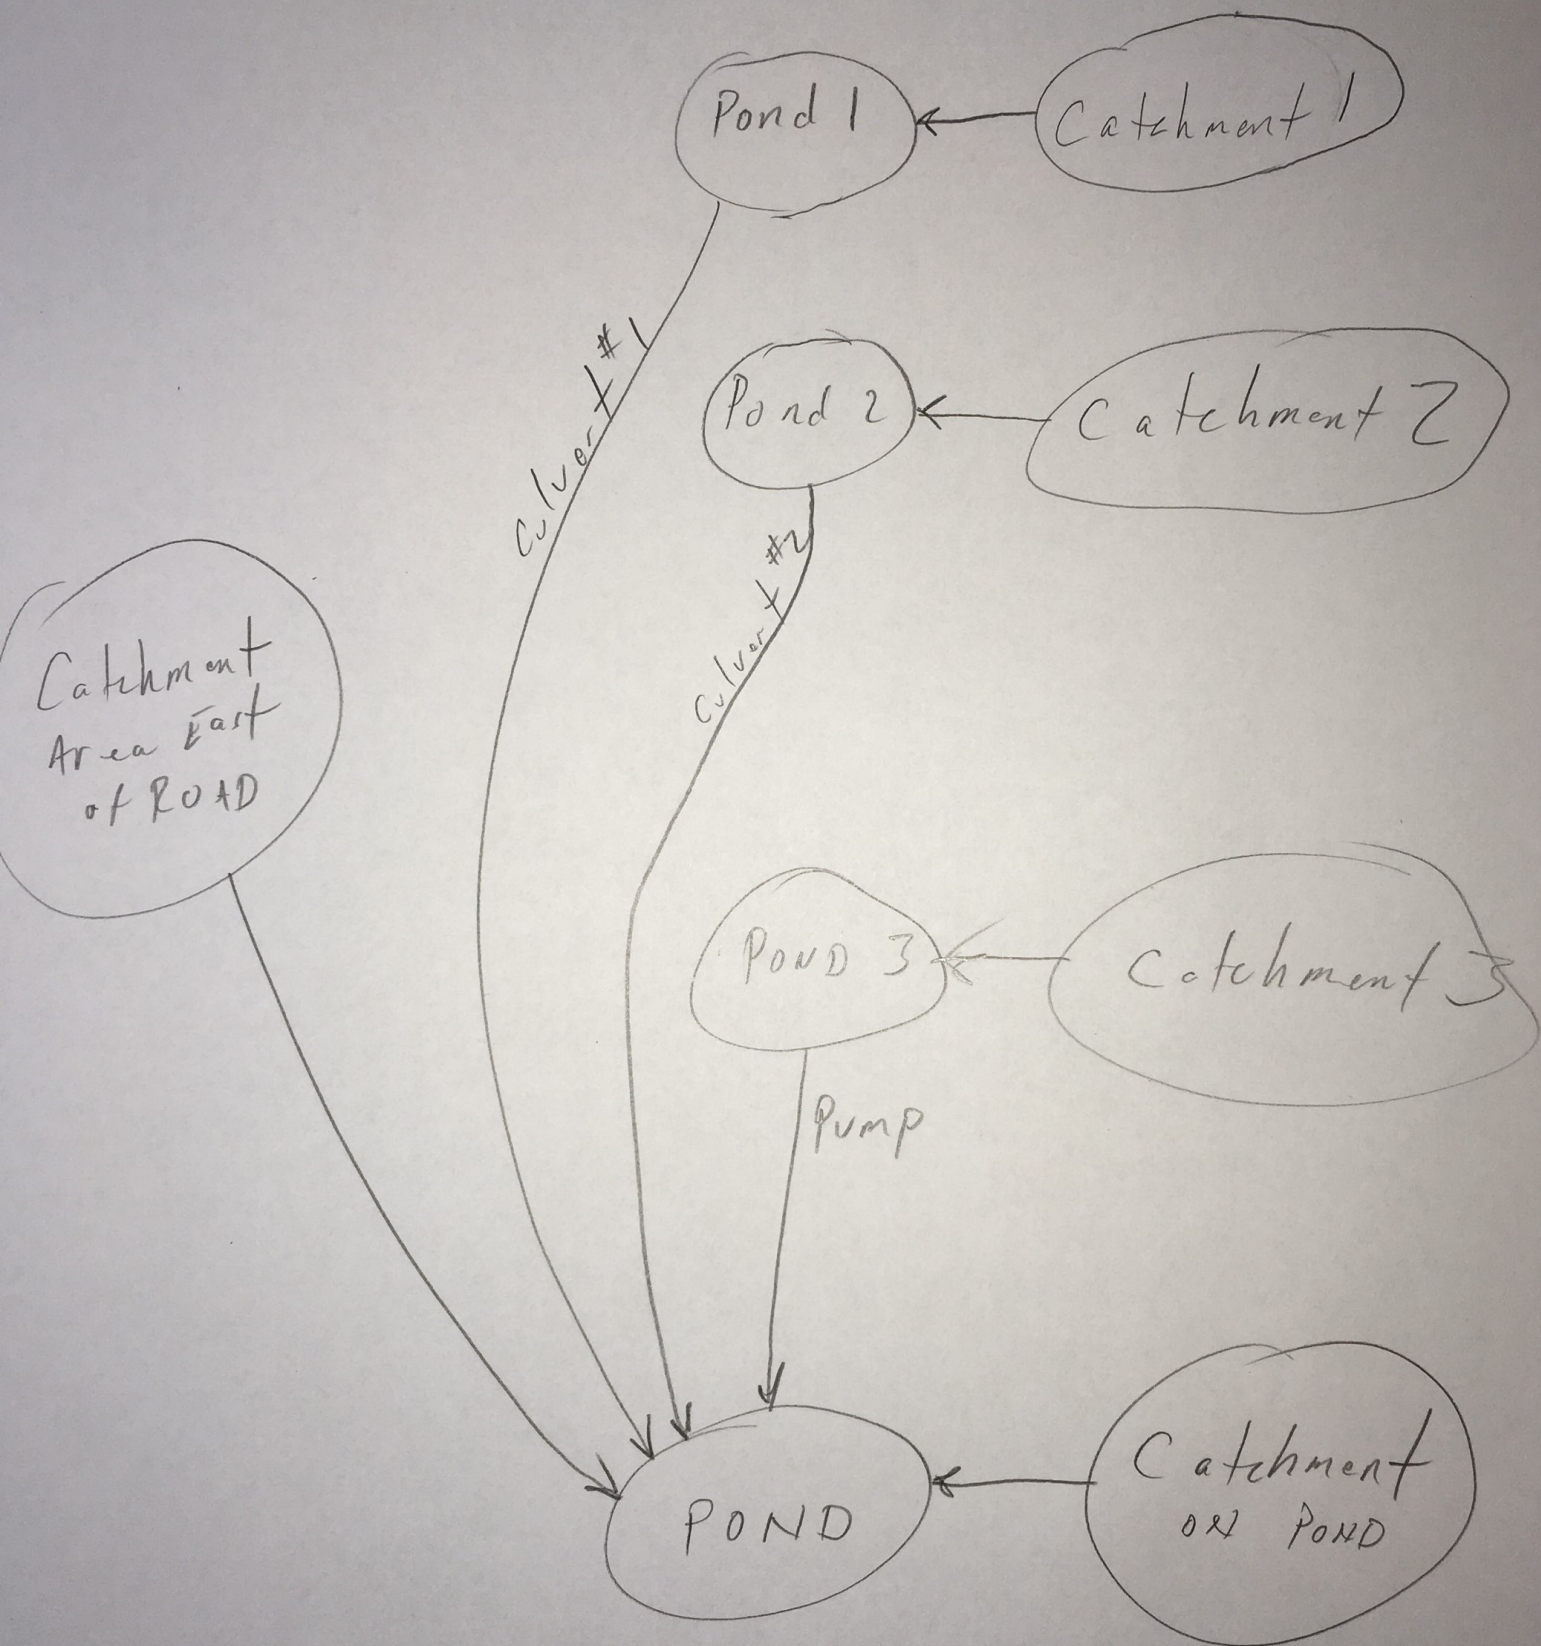 Pond 1
Catchment 1
Culvert #1
Pond 2
Catchment 2
Culvert #2
Catchment
Area East
of ROAD
POND 3
Catchment 3
Pump
POND
Catchment
ON POND